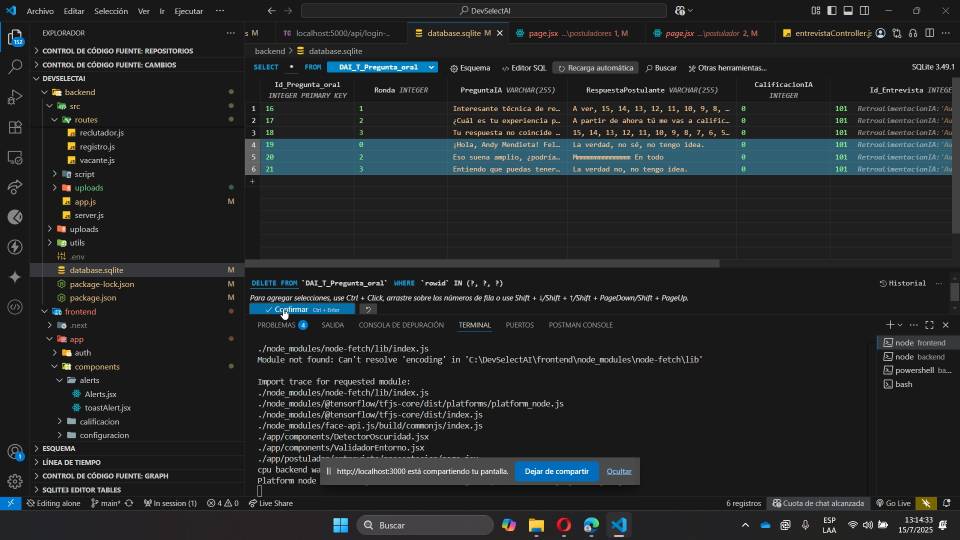 Archivo Editar Selección Ver Ir Ejecutar ... DevSelectAI
EXPLORADOR ...
CONTROL DE CÓDIGO FUENTE: REPOSITORIOS
CONTROL DE CÓDIGO FUENTE: CAMBIOS
DEVSELECTAI
backend
src
routes
reclutador.js
registro.js
vacante.js
script
uploads
app.js M
server.js
uploads
utils
.env
database.sqlite M
package-lock.json M
package.json M
frontend
.next
app
auth
components
alerts
Alerts.jsx
toastAlert.jsx
calificacion
configuracion
ESQUEMA
LÍNEA DE TIEMPO
CONTROL DE CÓDIGO FUENTE: GRAPH
SQLITE3 EDITOR TABLES
152
1
s M localhost:5000/api/login-... database.sqlite M page.jsx ...\postuladores 1, M page.jsx ...\postulador 2, M entrevistaController.j
backend > database.sqlite
SELECT * FROM DAI_T_Pregunta_oral Esquema Editor SQL Recarga automática Buscar Otras herramientas... SQLite 3.49.1
Id_Pregunta_oral INTEGER PRIMARY KEY Ronda INTEGER PreguntaIA VARCHAR(255) RespuestaPostulante VARCHAR(255) CalificacionIA INTEGER Id_Entrevista INTEGER
1 16 1 Interesante técnica de re... A ver, 15, 14, 13, 12, 11, 10, 9, 8, ... 0 101 RetroalimentacionIA:'Au
2 17 2 ¿Cuál es tu experiencia p... A partir de ahora tú me vas a calific... 0 101 RetroalimentacionIA:'Au
3 18 3 Tu respuesta no coincide ... 15, 14, 13, 12, 11, 10, 9, 8, 7, 6, 5... 0 101 RetroalimentacionIA:'Au
4 19 0 ¡Hola, Andy Mendieta! Fel... La verdad, no sé, no tengo idea. 0 101 RetroalimentacionIA:'Au
5 20 2 Eso suena amplio, ¿podría... En todo 0 101 RetroalimentacionIA:'Au
6 21 3 Entiendo que puedas tener... La verdad no, no tengo idea. 0 101 RetroalimentacionIA:'Au
+
DELETE FROM `DAI_T_Pregunta_oral` WHERE `rowid` IN (?, ?, ?) Historial ...
Para agregar selecciones, use Ctrl + Click, arrastre sobre los números de fila o use Shift + ↓/Shift + ↑/Shift + PageDown/Shift + PageUp.
Confirmar Ctrl + Enter
PROBLEMAS 4 SALIDA CONSOLA DE DEPURACIÓN TERMINAL PUERTOS POSTMAN CONSOLE
./node_modules/node-fetch/lib/index.js
Module not found: Can't resolve 'encoding' in 'C:\DevSelectAI\frontend\node_modules\node-fetch\lib'
Import trace for requested module:
./node_modules/node-fetch/lib/index.js
./node_modules/@tensorflow/tfjs-core/dist/platforms/platform_node.js
./node_modules/@tensorflow/tfjs-core/dist/index.js
./node_modules/face-api.js/build/commonjs/index.js
./app/components/DetectorOscuridad.jsx
./app/components/ValidadorEntorno.jsx
cpu backend wa
Platform node
node frontend
node backend
powershell ba...
bash
http://localhost:3000 está compartiendo tu pantalla. Dejar de compartir Ocultar
Editing alone main* In session (1) 4 0 Live Share 6 registros Cuota de chat alcanzada Go Live
Buscar
ESP
LAA
13:14:33
15/7/2025